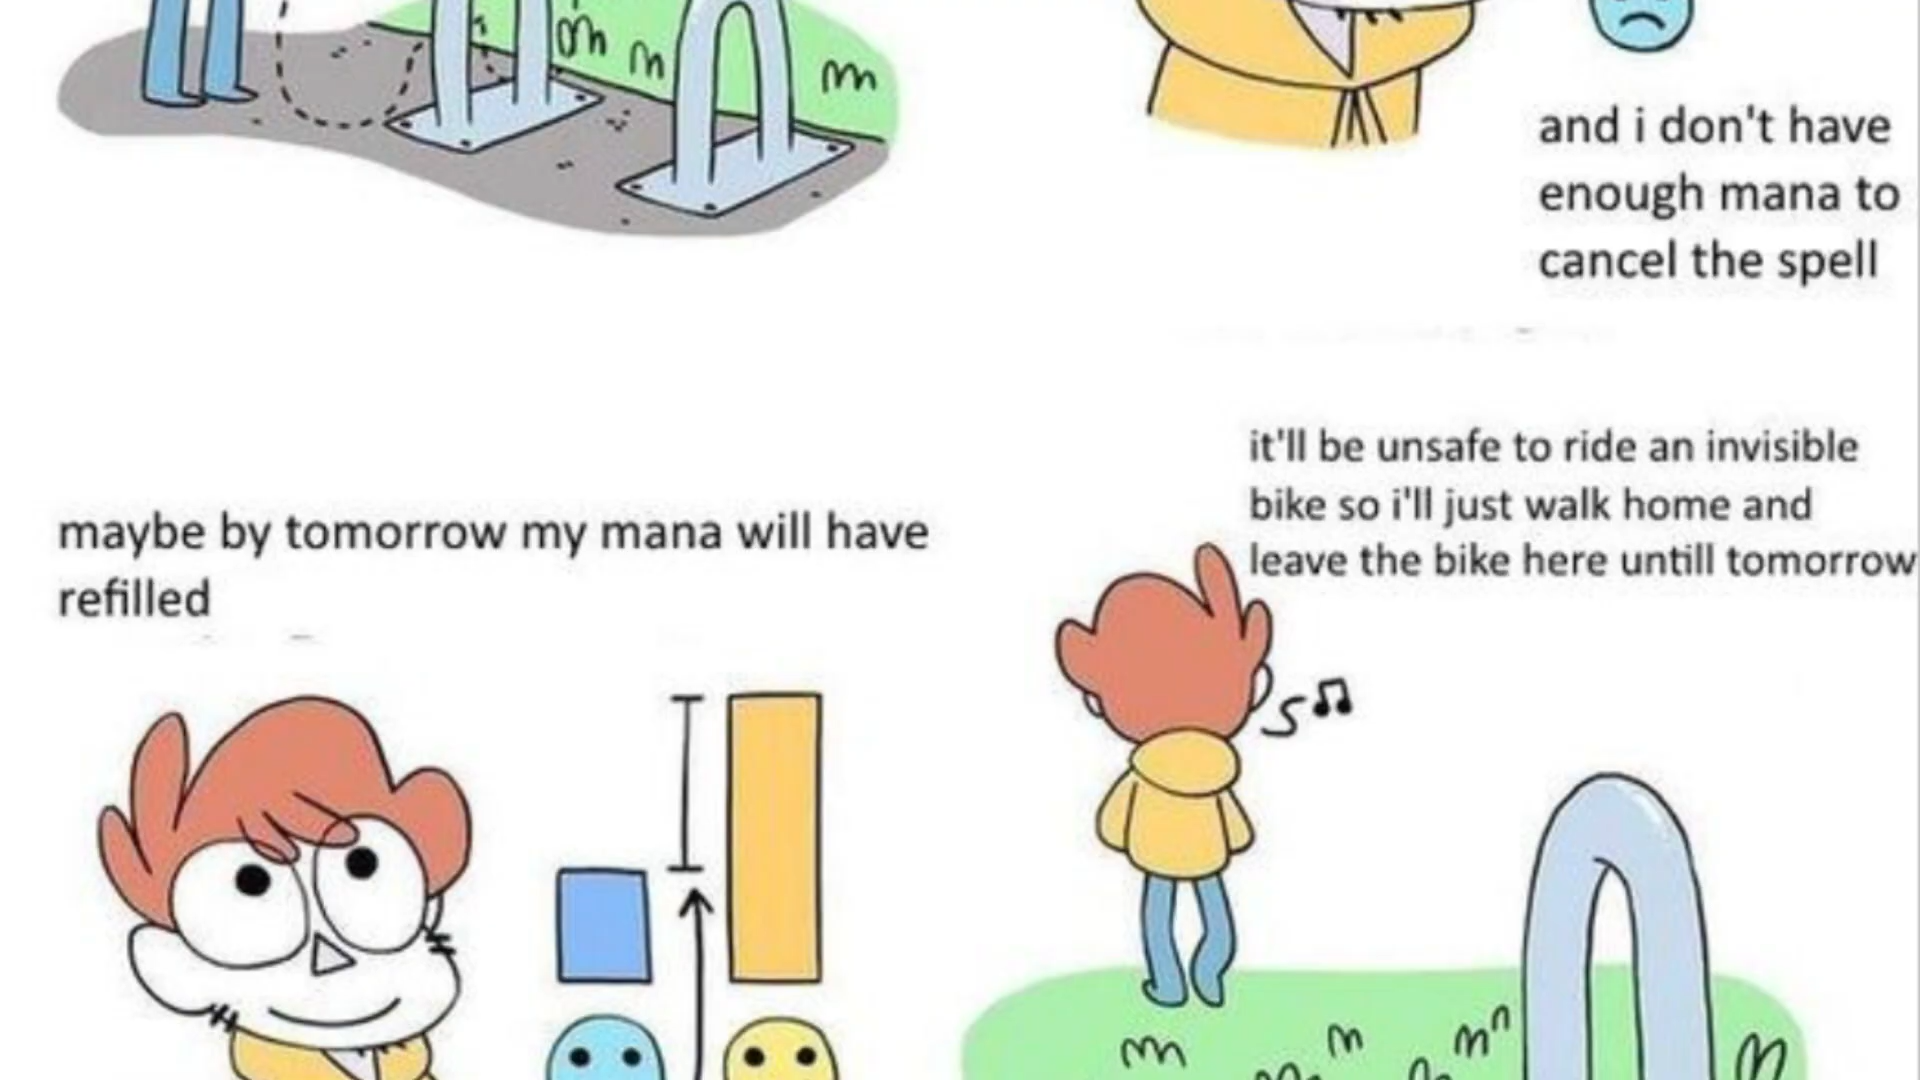 and i don't have
enough mana to
cancel the spell
maybe by tomorrow my mana will have
refilled
it'll be unsafe to ride an invisible
bike so i'll just walk home and
leave the bike here untill tomorrow